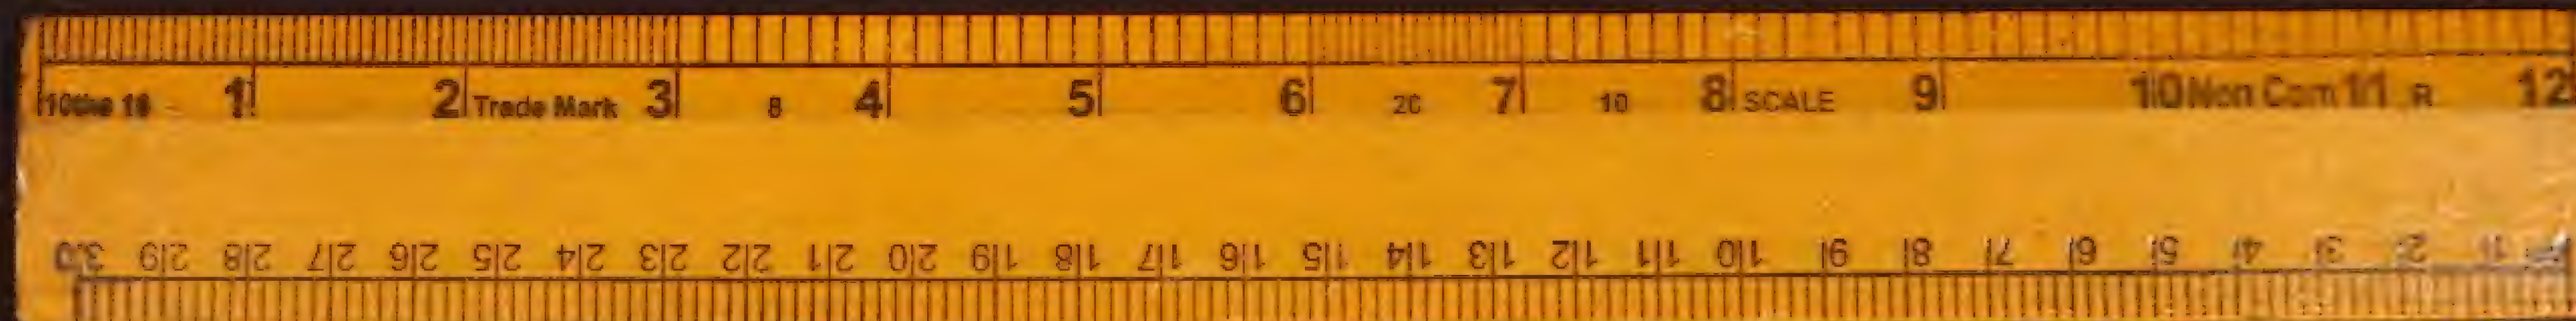 10ths 16 1 2 Trade Mark 3 8 4 5 6 20 7 10 8 SCALE 9 10 Non Com 11 R 12
30 29 28 27 26 25 24 23 22 21 20 19 18 17 16 15 14 13 12 11 10 9 8 7 6 5 4 3 2 1